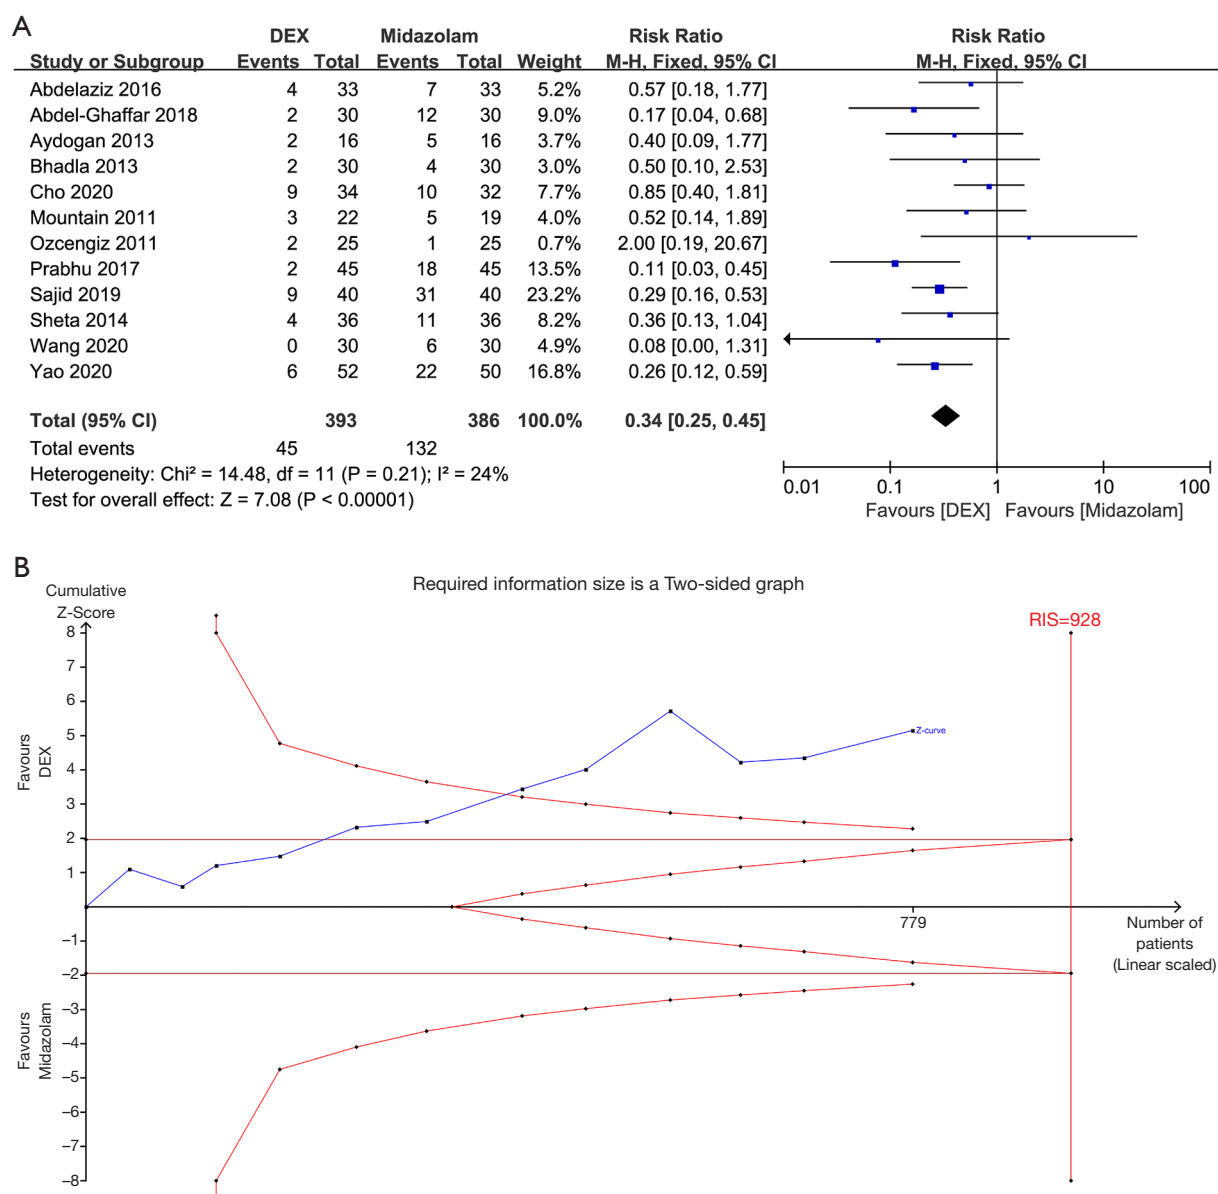 A
DEX Midazolam Risk Ratio Risk Ratio
Study or Subgroup Events Total Events Total Weight M-H, Fixed, 95% CI M-H, Fixed, 95% CI
Abdelaziz 2016 4 33 7 33 5.2% 0.57 [0.18, 1.77]
Abdel-Ghaffar 2018 2 30 12 30 9.0% 0.17 [0.04, 0.68]
Aydogan 2013 2 16 5 16 3.7% 0.40 [0.09, 1.77]
Bhadla 2013 2 30 4 30 3.0% 0.50 [0.10, 2.53]
Cho 2020 9 34 10 32 7.7% 0.85 [0.40, 1.81]
Mountain 2011 3 22 5 19 4.0% 0.52 [0.14, 1.89]
Ozcengiz 2011 2 25 1 25 0.7% 2.00 [0.19, 20.67]
Prabhu 2017 2 45 18 45 13.5% 0.11 [0.03, 0.45]
Sajid 2019 9 40 31 40 23.2% 0.29 [0.16, 0.53]
Sheta 2014 4 36 11 36 8.2% 0.36 [0.13, 1.04]
Wang 2020 0 30 6 30 4.9% 0.08 [0.00, 1.31]
Yao 2020 6 52 22 50 16.8% 0.26 [0.12, 0.59]
Total (95% CI) 393 386 100.0% 0.34 [0.25, 0.45]
Total events 45 132
Heterogeneity: Chi² = 14.48, df = 11 (P = 0.21); I² = 24%
Test for overall effect: Z = 7.08 (P < 0.00001)
0.01 0.1 1 10 100
Favours [DEX] Favours [Midazolam]
B
Required information size is a Two-sided graph
Cumulative
Z-Score
RIS=928
8
7
6
5
4
3
2
1
−1
−2
−3
−4
−5
−6
−7
−8
Favours
DEX
Favours
Midazolam
Z-curve
779
Number of
patients
(Linear scaled)